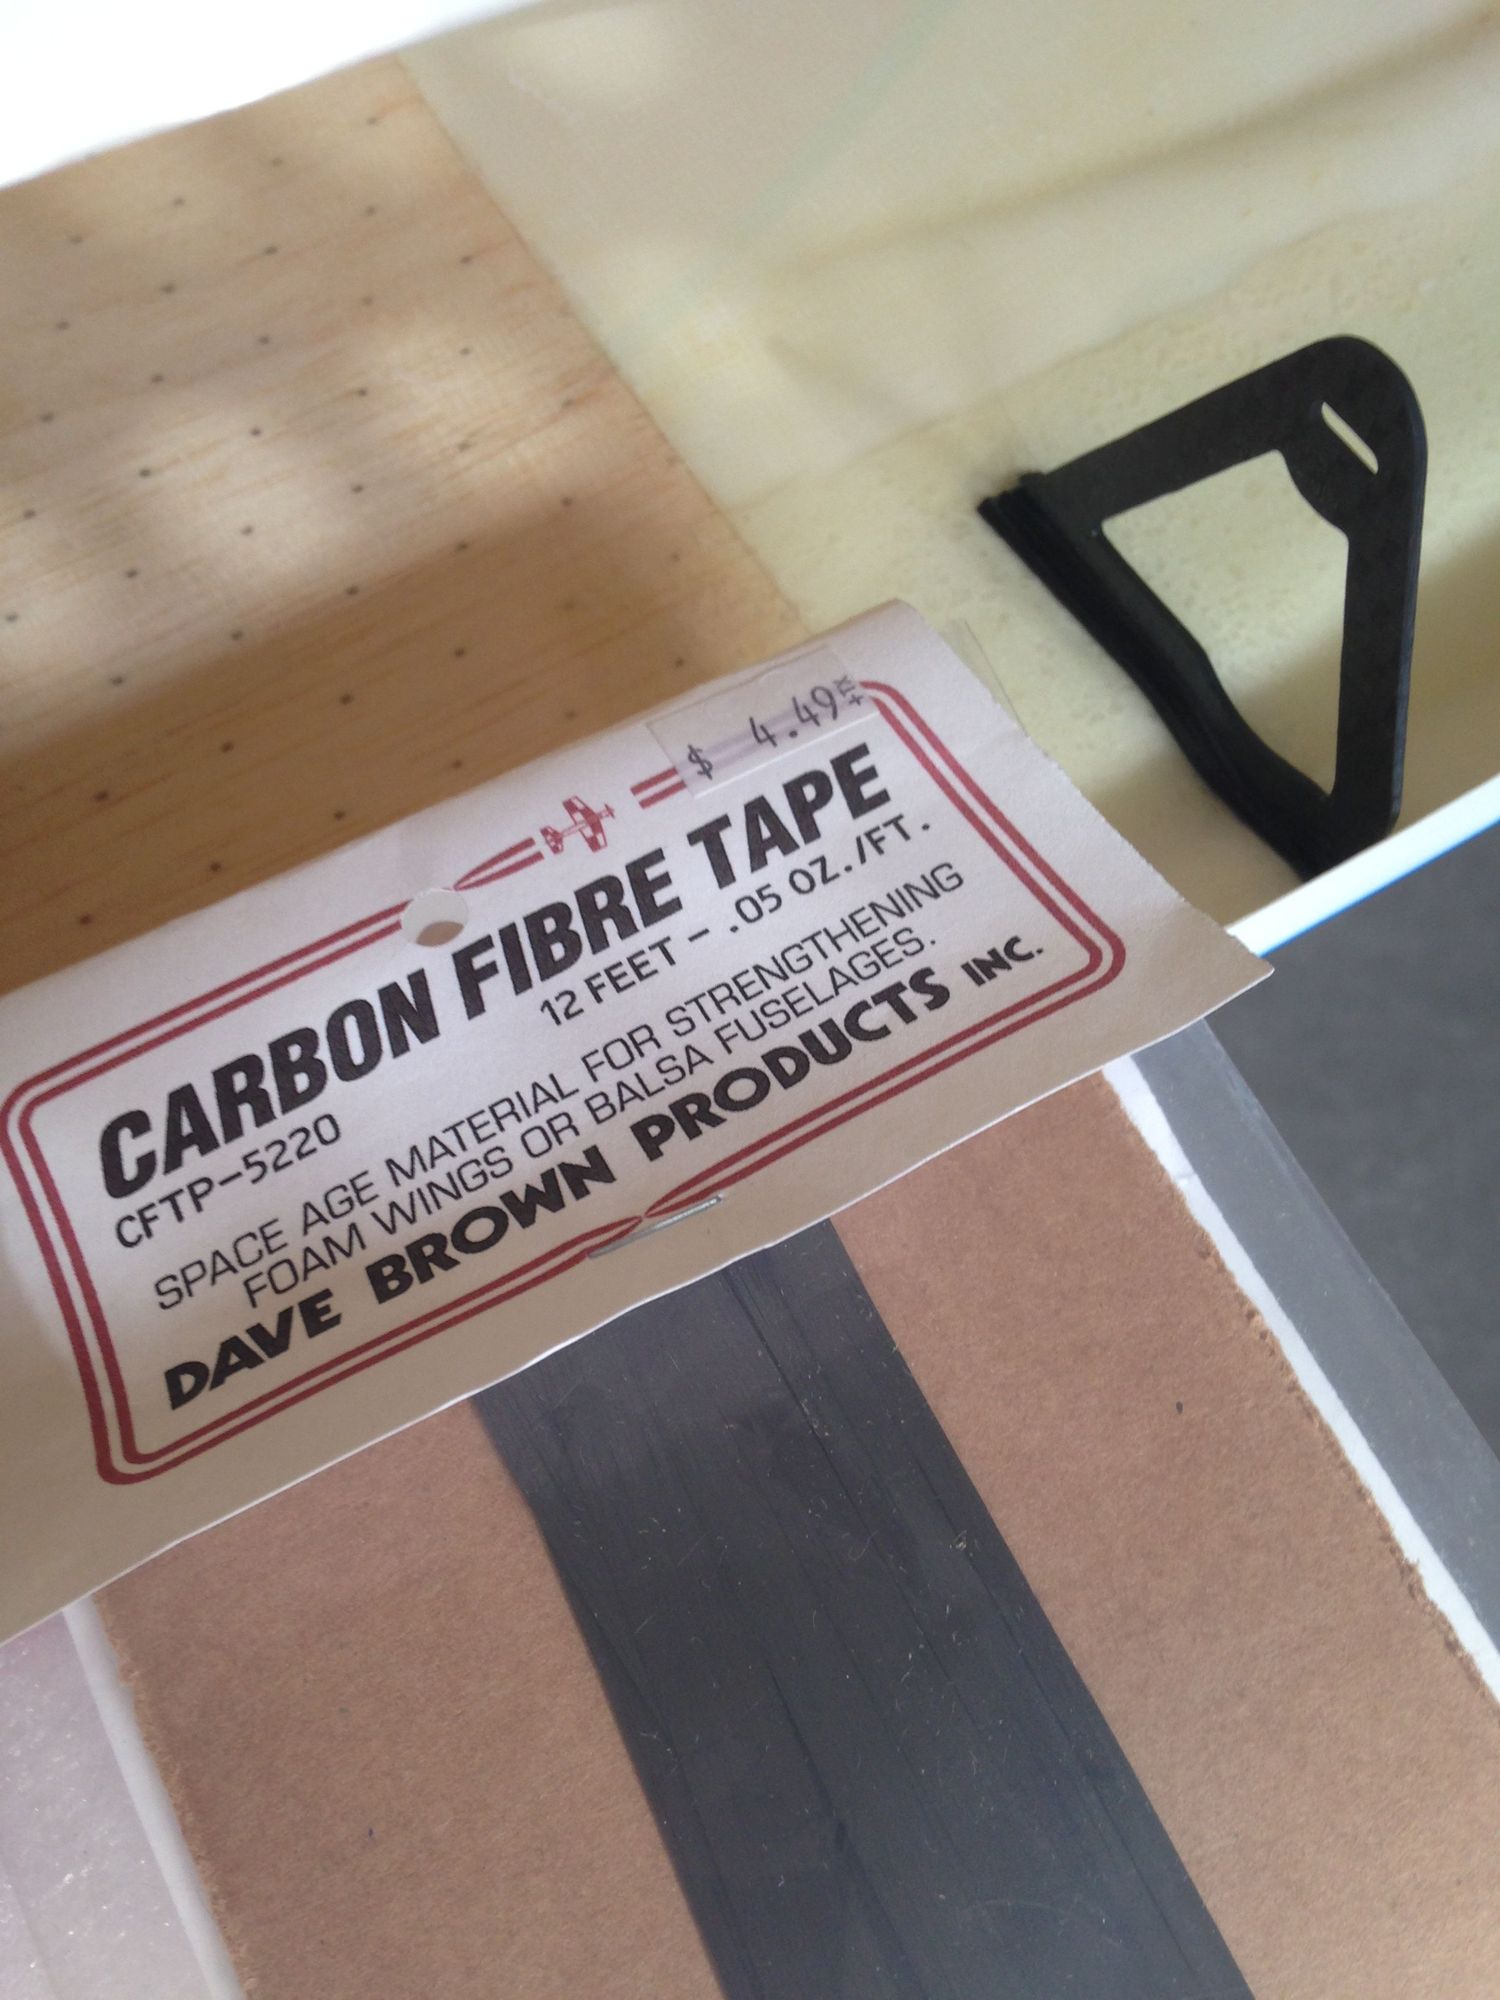 $ 4.49
CARBON FIBRE TAPE
CFTP-5220
12 FEET - .05 OZ./FT.
SPACE AGE MATERIAL FOR STRENGTHENING
FOAM WINGS OR BALSA FUSELAGES.
DAVE BROWN PRODUCTS INC.